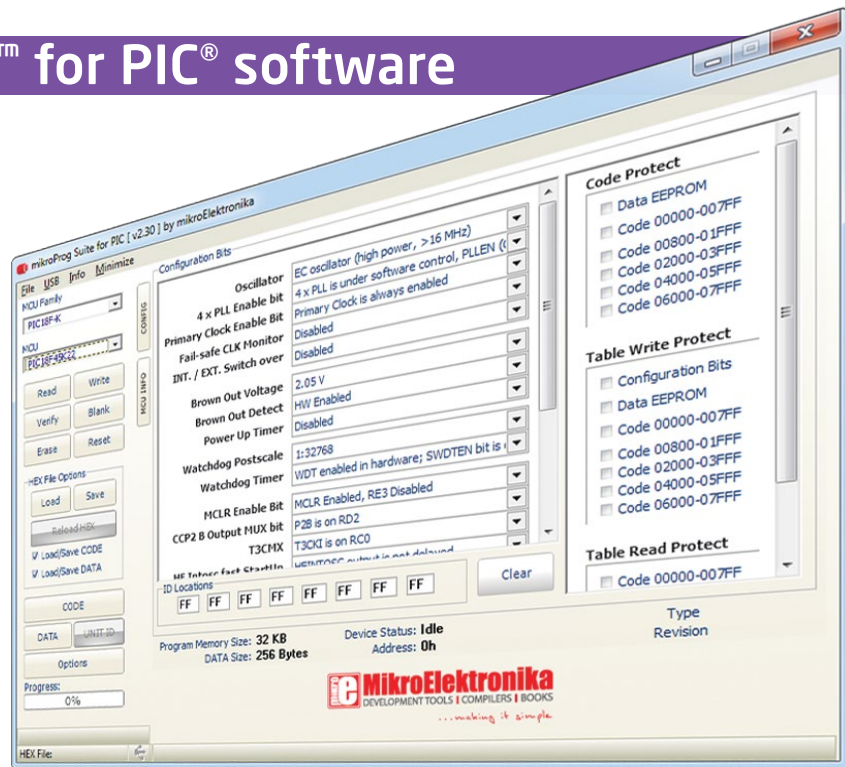 ™ for PIC® software
mikroProg Suite for PIC [ v2.30 ] by mikroElektronika
File USB Info Minimize
MCU Family
PIC18F-K
MCU
PIC18F45K22
Read Write
Verify Blank
Erase Reset
HEX File Options
Load Save
Reload HEX
Load/Save CODE
Load/Save DATA
CODE
DATA UNIT ID
Options
Progress:
0%
HEX File:
CONFIG
MCU INFO
Configuration Bits
Oscillator EC oscillator (high power, >16 MHz)
4 x PLL Enable bit 4 x PLL is under software control, PLLEN (
Primary Clock Enable Bit Primary Clock is always enabled
Fail-safe CLK Monitor Disabled
INT. / EXT. Switch over Disabled
Brown Out Voltage 2.05 V
Brown Out Detect HW Enabled
Power Up Timer Disabled
Watchdog Postscale 1:32768
Watchdog Timer WDT enabled in hardware; SWDTEN bit is
MCLR Enable Bit MCLR Enabled, RE3 Disabled
CCP2 B Output MUX bit P2B is on RD2
T3CMX T3CKI is on RC0
HF Intosc fast StartUp HFINTOSC output is not delayed
ID Locations
FF FF FF FF FF FF FF FF
Clear
Code Protect
Data EEPROM
Code 00000-007FF
Code 00800-01FFF
Code 02000-03FFF
Code 04000-05FFF
Code 06000-07FFF
Table Write Protect
Configuration Bits
Data EEPROM
Code 00000-007FF
Code 00800-01FFF
Code 02000-03FFF
Code 04000-05FFF
Code 06000-07FFF
Table Read Protect
Code 00000-007FF
Program Memory Size: 32 KB
DATA Size: 256 Bytes
Device Status: Idle
Address: 0h
Type
Revision
MikroElektronika
DEVELOPMENT TOOLS | COMPILERS | BOOKS
...making it simple